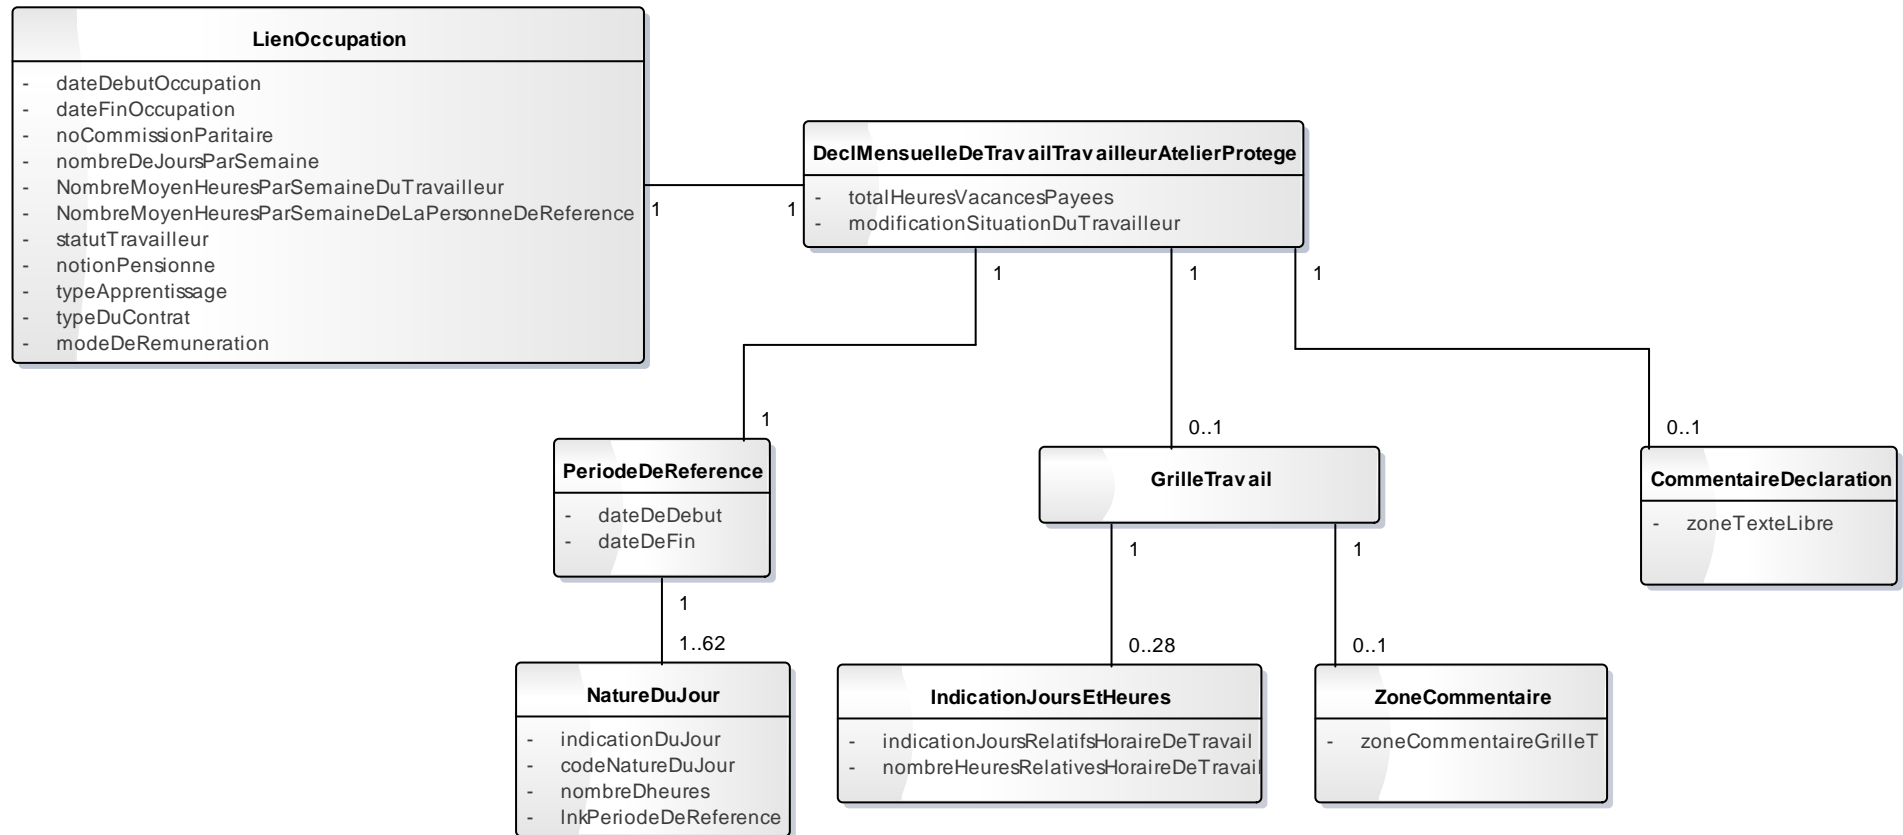 LienOccupation
- dateDebutOccupation
- dateFinOccupation
- noCommissionParitaire
- nombreDeJoursParSemaine
- NombreMoyenHeuresParSemaineDuTravailleur
- NombreMoyenHeuresParSemaineDeLaPersonneDeReference
- statutTravailleur
- notionPensionne
- typeApprentissage
- typeDuContrat
- modeDeRemuneration
1
1
DeclMensuelleDeTravailTravailleurAtelierProtege
- totalHeuresVacancesPayees
- modificationSituationDuTravailleur
1
1
1
1
0..1
0..1
PeriodeDeReference
- dateDeDebut
- dateDeFin
GrilleTravail
CommentaireDeclaration
- zoneTexteLibre
1
1
1
1..62
0..28
0..1
NatureDuJour
- indicationDuJour
- codeNatureDuJour
- nombreDheures
- lnkPeriodeDeReference
IndicationJoursEtHeures
- indicationJoursRelatifsHoraireDeTravail
- nombreHeuresRelativesHoraireDeTravail
ZoneCommentaire
- zoneCommentaireGrilleT